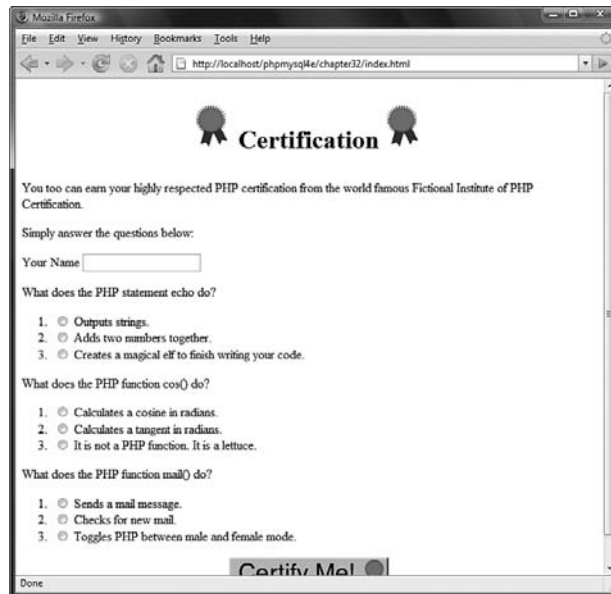 Mozilla Firefox
File Edit View History Bookmarks Tools Help
http://localhost/phpmysql4e/chapter32/index.html
Certification
You too can earn your highly respected PHP certification from the world famous Fictional Institute of PHP
Certification.
Simply answer the questions below:
Your Name
What does the PHP statement echo do?
1. Outputs strings.
2. Adds two numbers together.
3. Creates a magical elf to finish writing your code.
What does the PHP function cos() do?
1. Calculates a cosine in radians.
2. Calculates a tangent in radians.
3. It is not a PHP function. It is a lettuce.
What does the PHP function mail() do?
1. Sends a mail message.
2. Checks for new mail.
3. Toggles PHP between male and female mode.
Certify Me!
Done